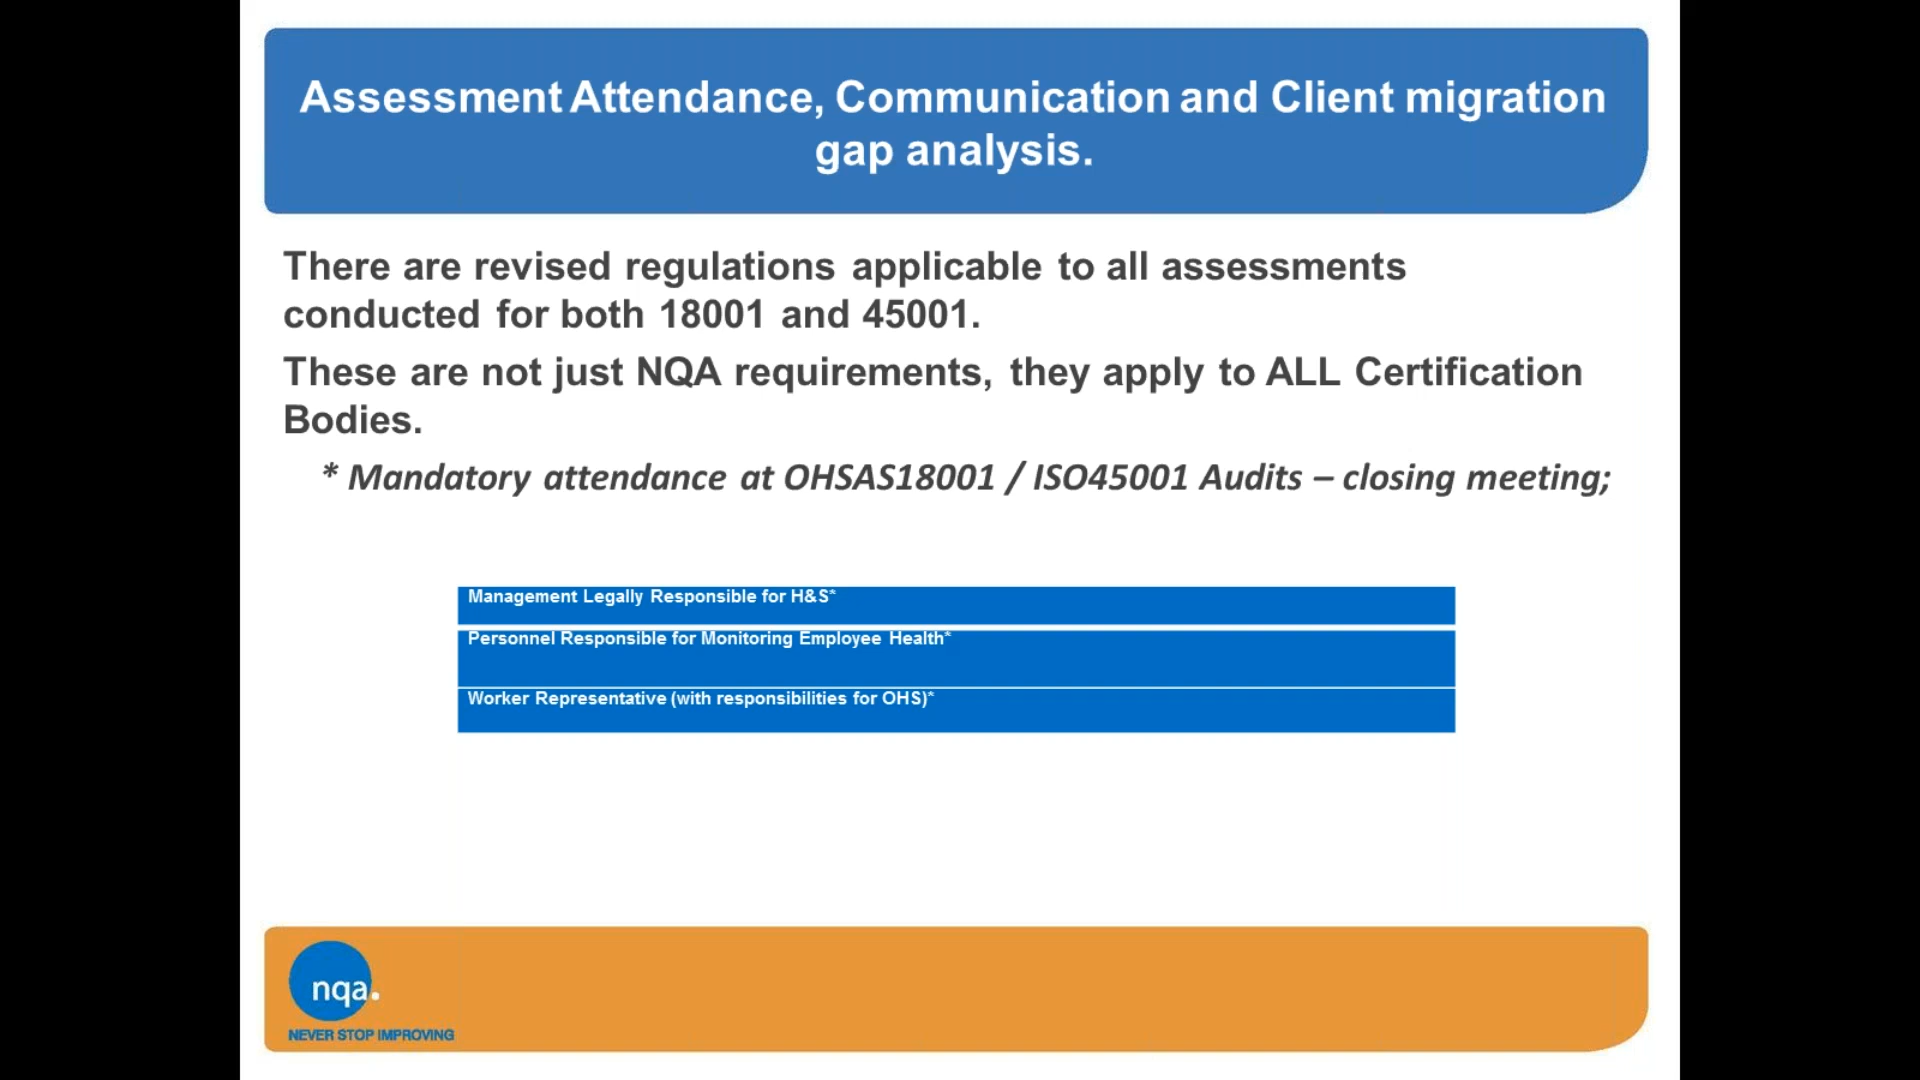 Assessment Attendance, Communication and Client migration
gap analysis.
There are revised regulations applicable to all assessments
conducted for both 18001 and 45001.
These are not just NQA requirements, they apply to ALL Certification
Bodies.
* Mandatory attendance at OHSAS18001 / ISO45001 Audits – closing meeting;
Management Legally Responsible for H&S*
Personnel Responsible for Monitoring Employee Health*
Worker Representative (with responsibilities for OHS)*
nqa.
NEVER STOP IMPROVING